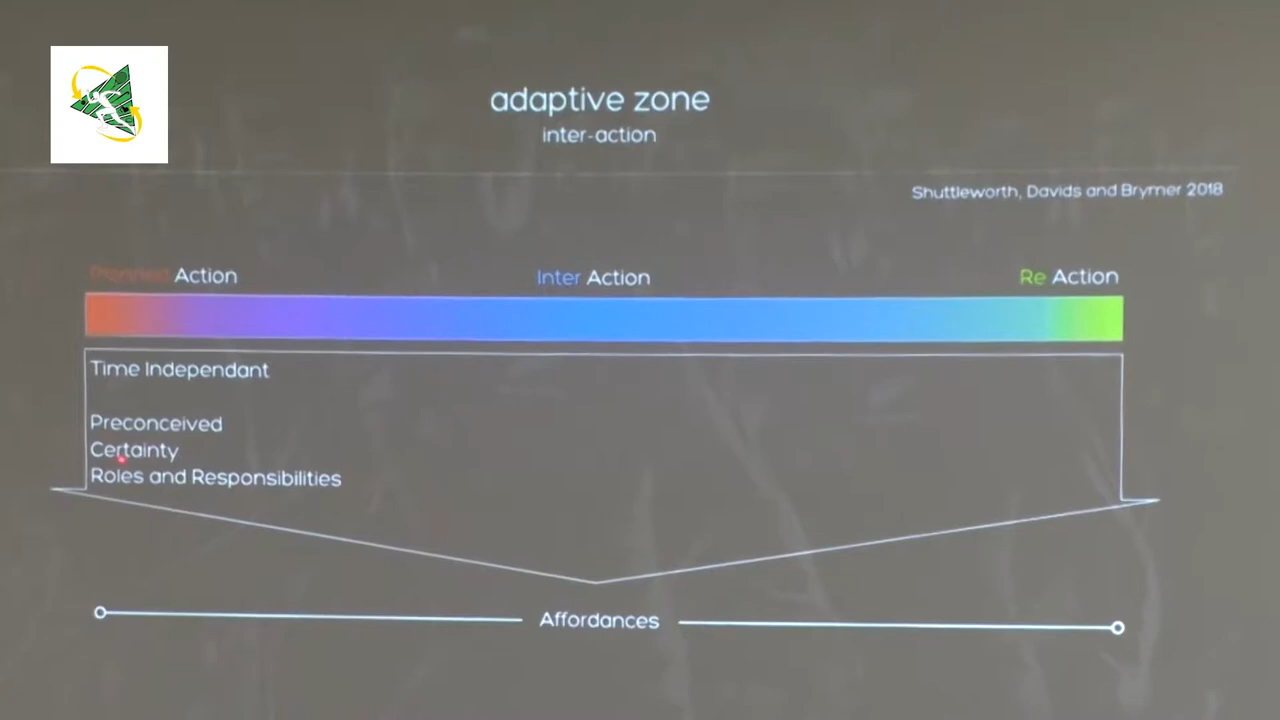 adaptive zone
inter-action
Shuttleworth, Davids and Brymer 2018
Action
Inter Action
Re Action
Time Independant
Preconceived
Certainty
Roles and Responsibilities
Affordances